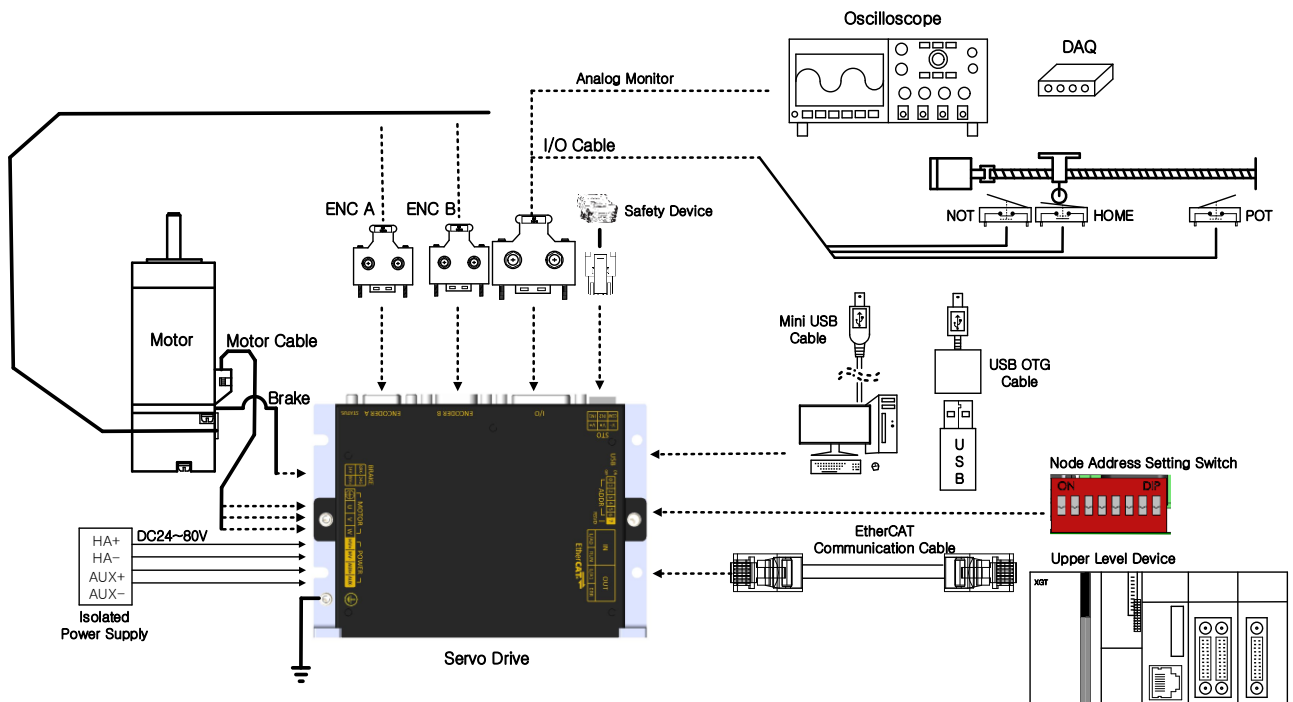 Oscilloscope
DAQ
Analog Monitor
I/O Cable
ENC A
ENC B
Safety Device
NOT
HOME
POT
Motor
Motor Cable
Brake
Mini USB
Cable
USB OTG
Cable
U
S
B
ENCODER A
ENCODER B
I/O
STO
USB
BRAKE
MOTOR
U
V
W
POWER
ADDR
IN
OUT
EtherCAT
Node Address Setting Switch
ON
DIP
HA+
HA-
AUX+
AUX-
DC24~80V
Isolated
Power Supply
Servo Drive
EtherCAT
Communication Cable
Upper Level Device
XGT